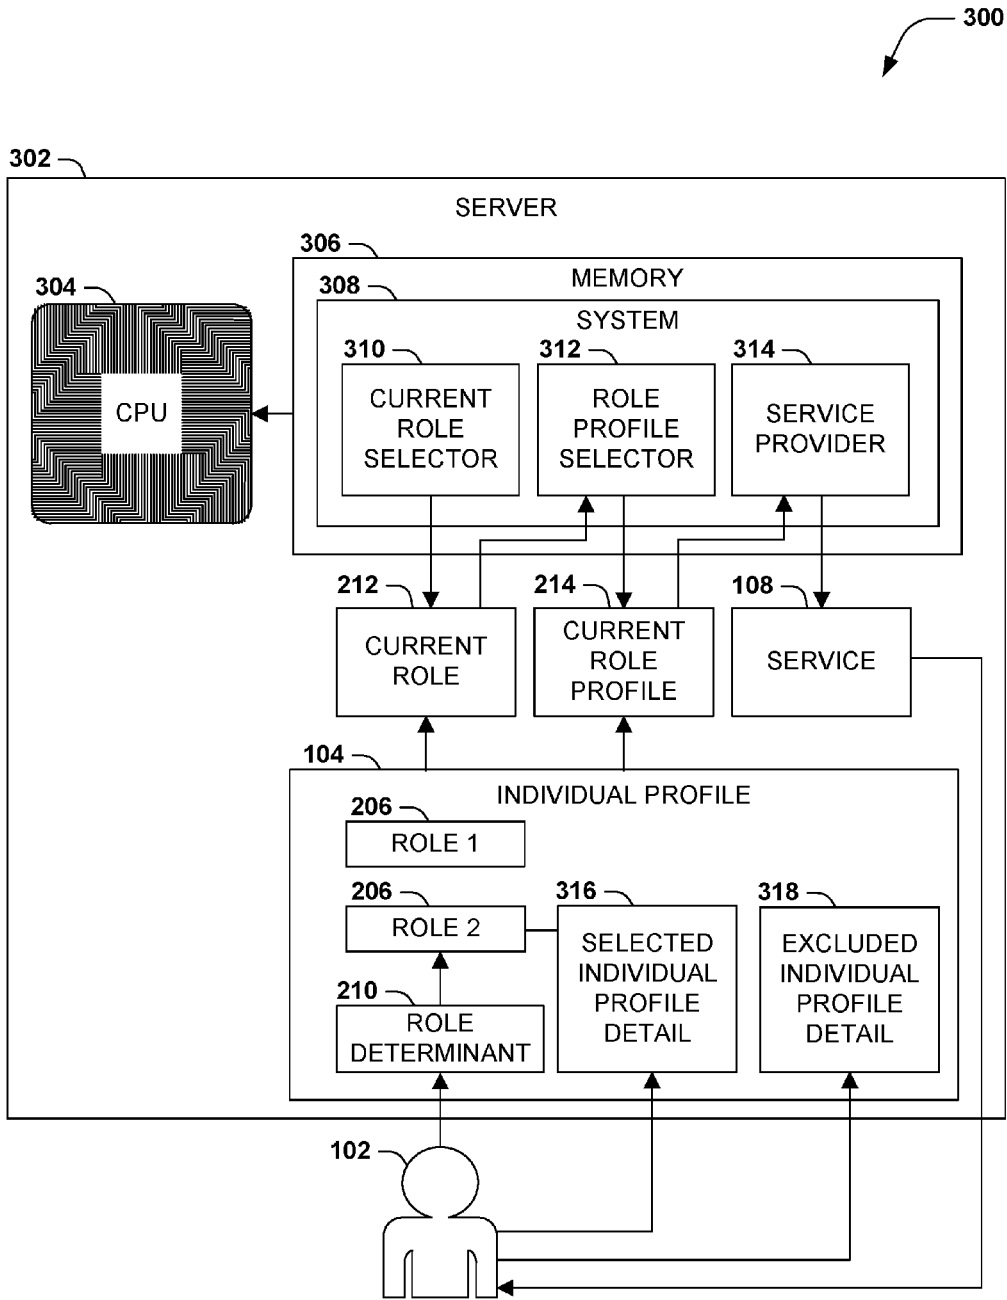 300
302
SERVER
306
MEMORY
304
308
SYSTEM
310
312
314
CPU
CURRENT
ROLE
SELECTOR
ROLE
PROFILE
SELECTOR
SERVICE
PROVIDER
212
214
108
CURRENT
ROLE
CURRENT
ROLE
PROFILE
SERVICE
104
INDIVIDUAL PROFILE
206
ROLE 1
206
ROLE 2
316
SELECTED
INDIVIDUAL
PROFILE
DETAIL
318
EXCLUDED
INDIVIDUAL
PROFILE
DETAIL
210
ROLE
DETERMINANT
102